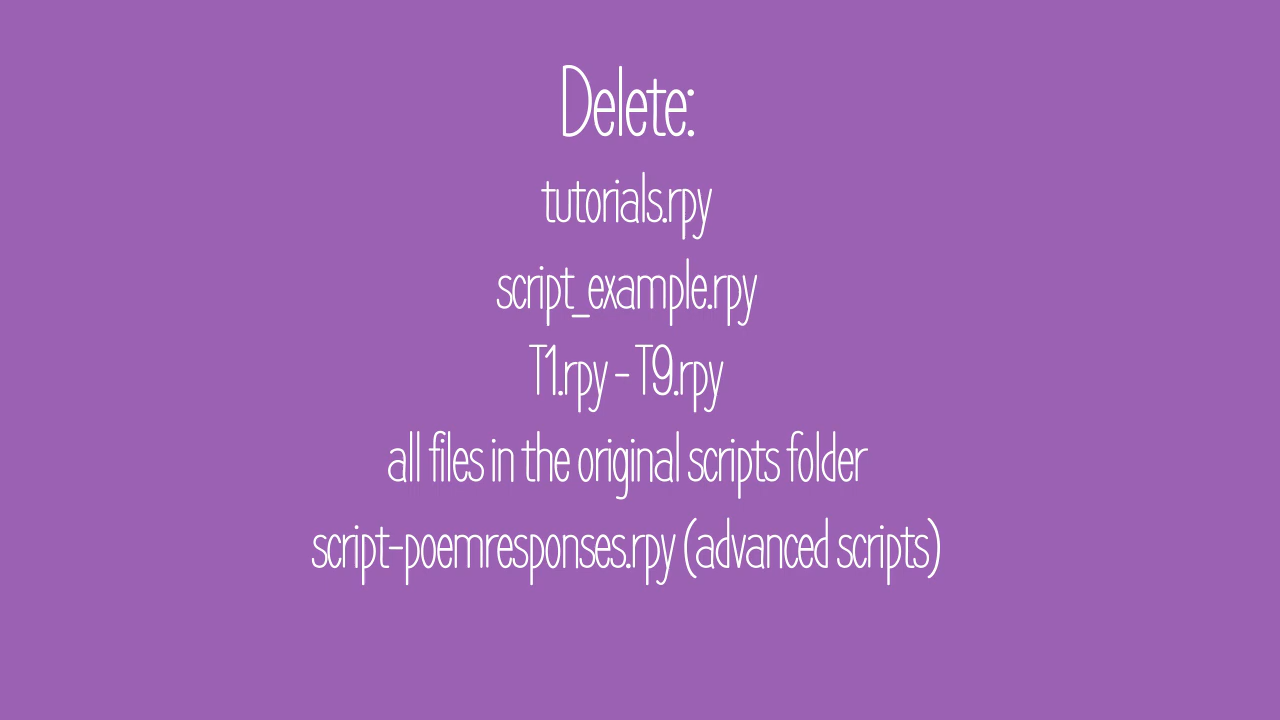 Delete:
tutorials.rpy
script_example.rpy
T1.rpy - T9.rpy
all files in the original scripts folder
script-poemresponses.rpy (advanced scripts)